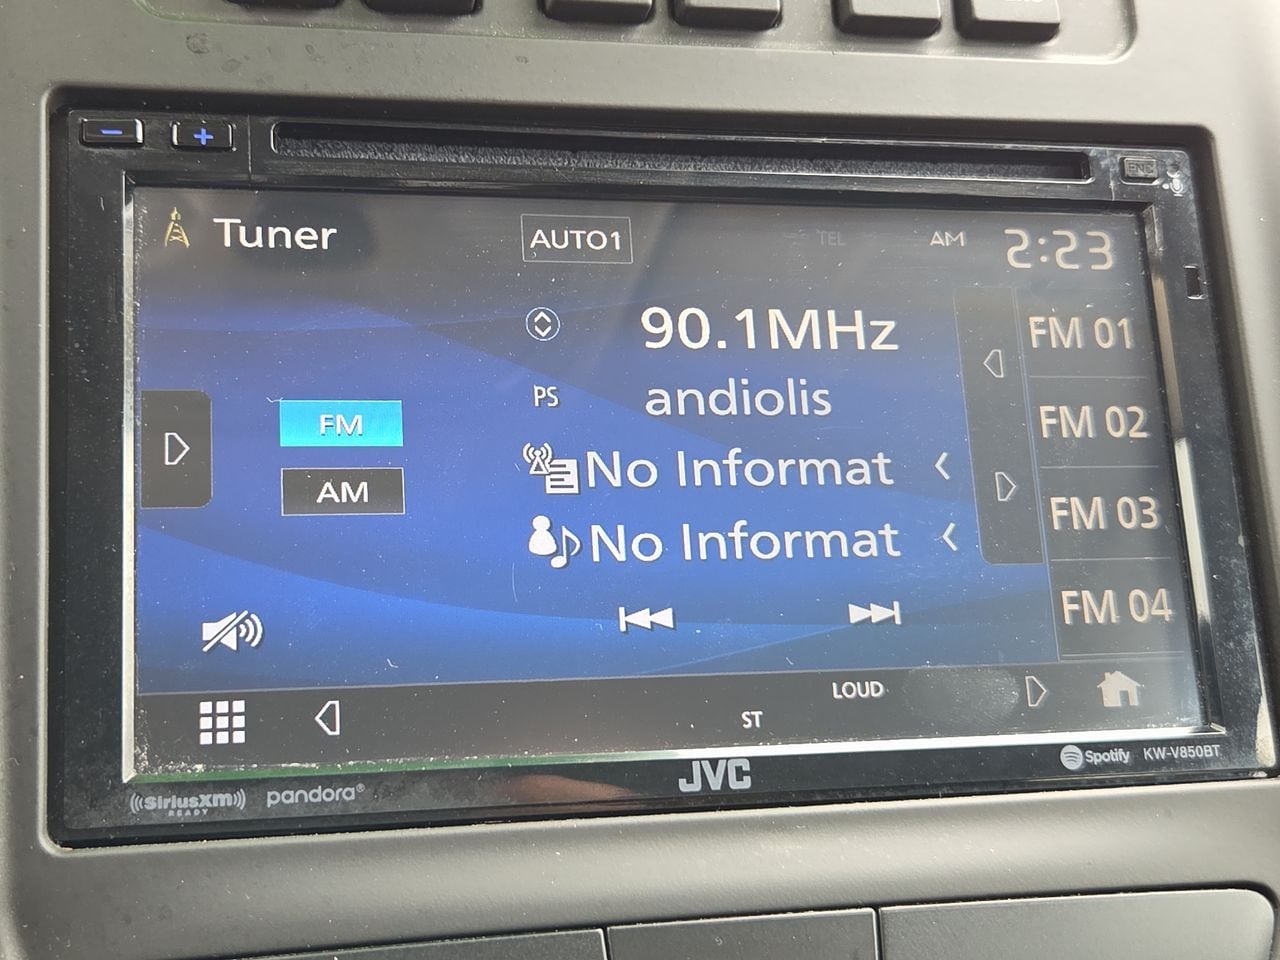 Tuner
AUTO1
TEL
AM 2:23
90.1MHz
FM 01
PS andiolis
FM 02
FM
No Informat
AM
FM 03
No Informat
FM 04
LOUD
ST
JVC
Spotify KW-V850BT
((SiriusXM))
READY
pandora®